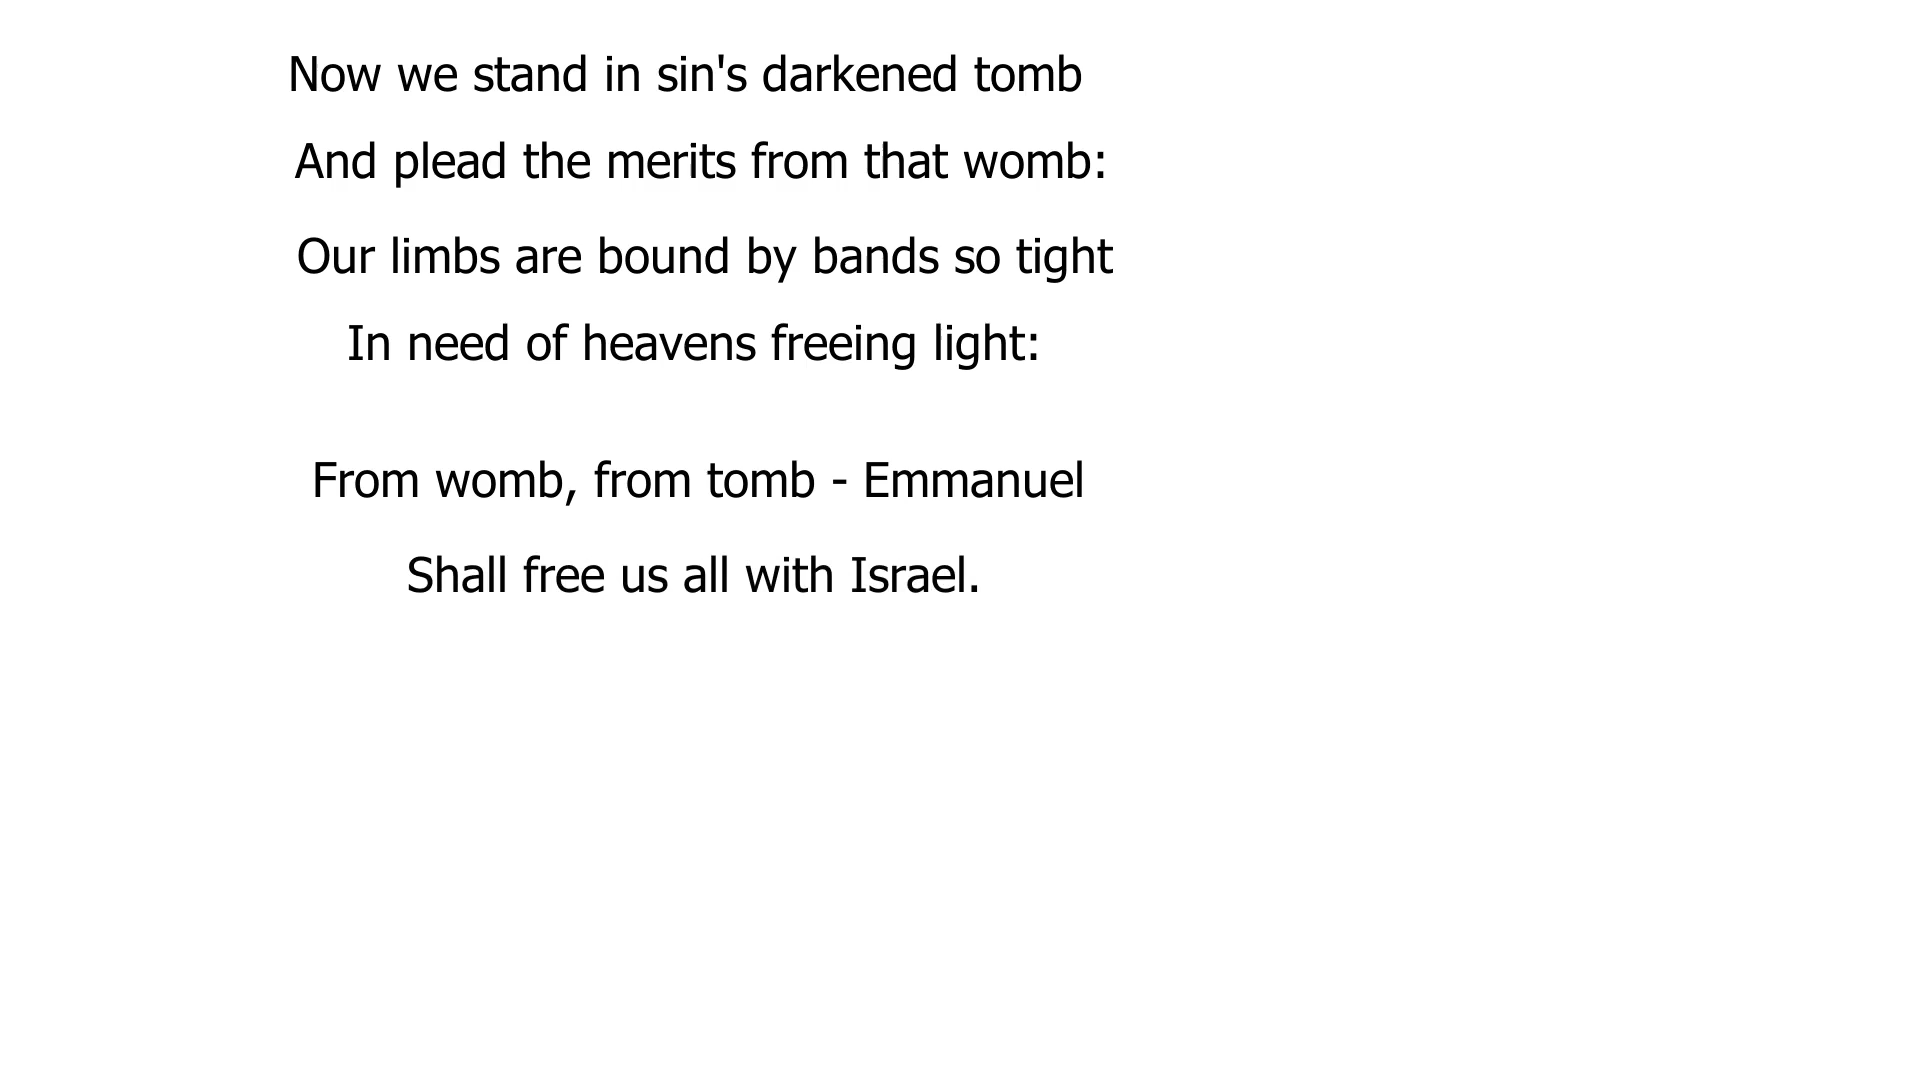 Now we stand in sin's darkened tomb
And plead the merits from that womb:
Our limbs are bound by bands so tight
In need of heavens freeing light:
From womb, from tomb - Emmanuel
Shall free us all with Israel.